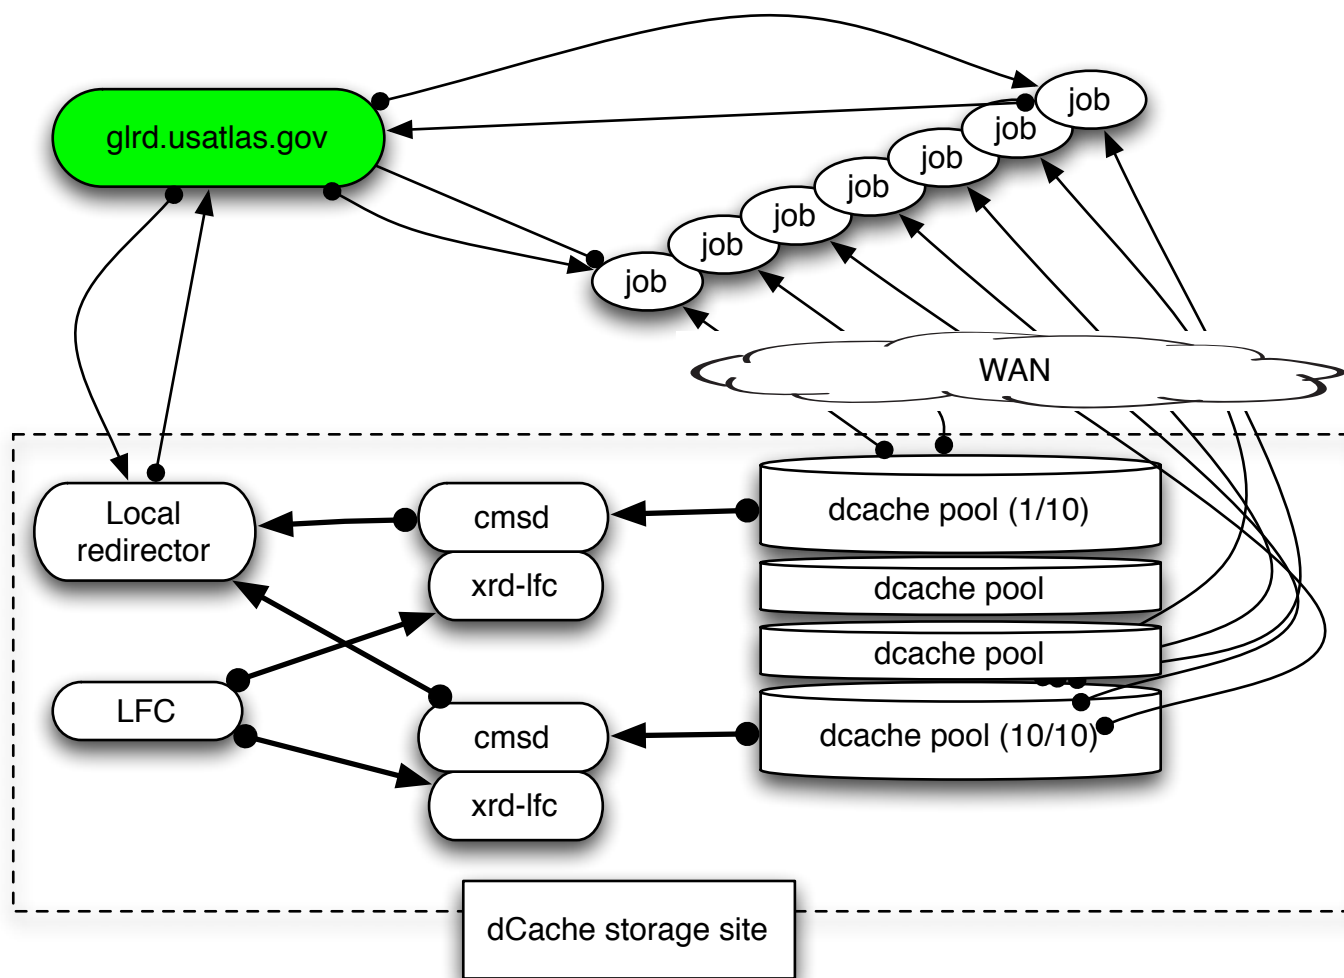 glrd.usatlas.gov
job
job
job
job
job
job
job
WAN
Local
redirector
cmsd
xrd-lfc
dcache pool (1/10)
dcache pool
dcache pool
LFC
cmsd
xrd-lfc
dcache pool (10/10)
dCache storage site